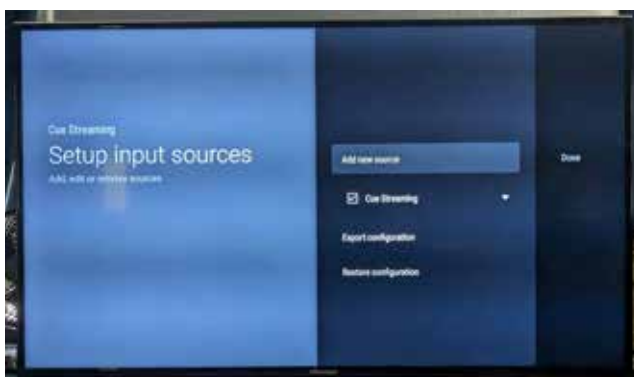 Cue Streaming
Setup input sources
Add, edit or remove sources
Add new source
Done
Cue Streaming
Export configuration
Restore configuration